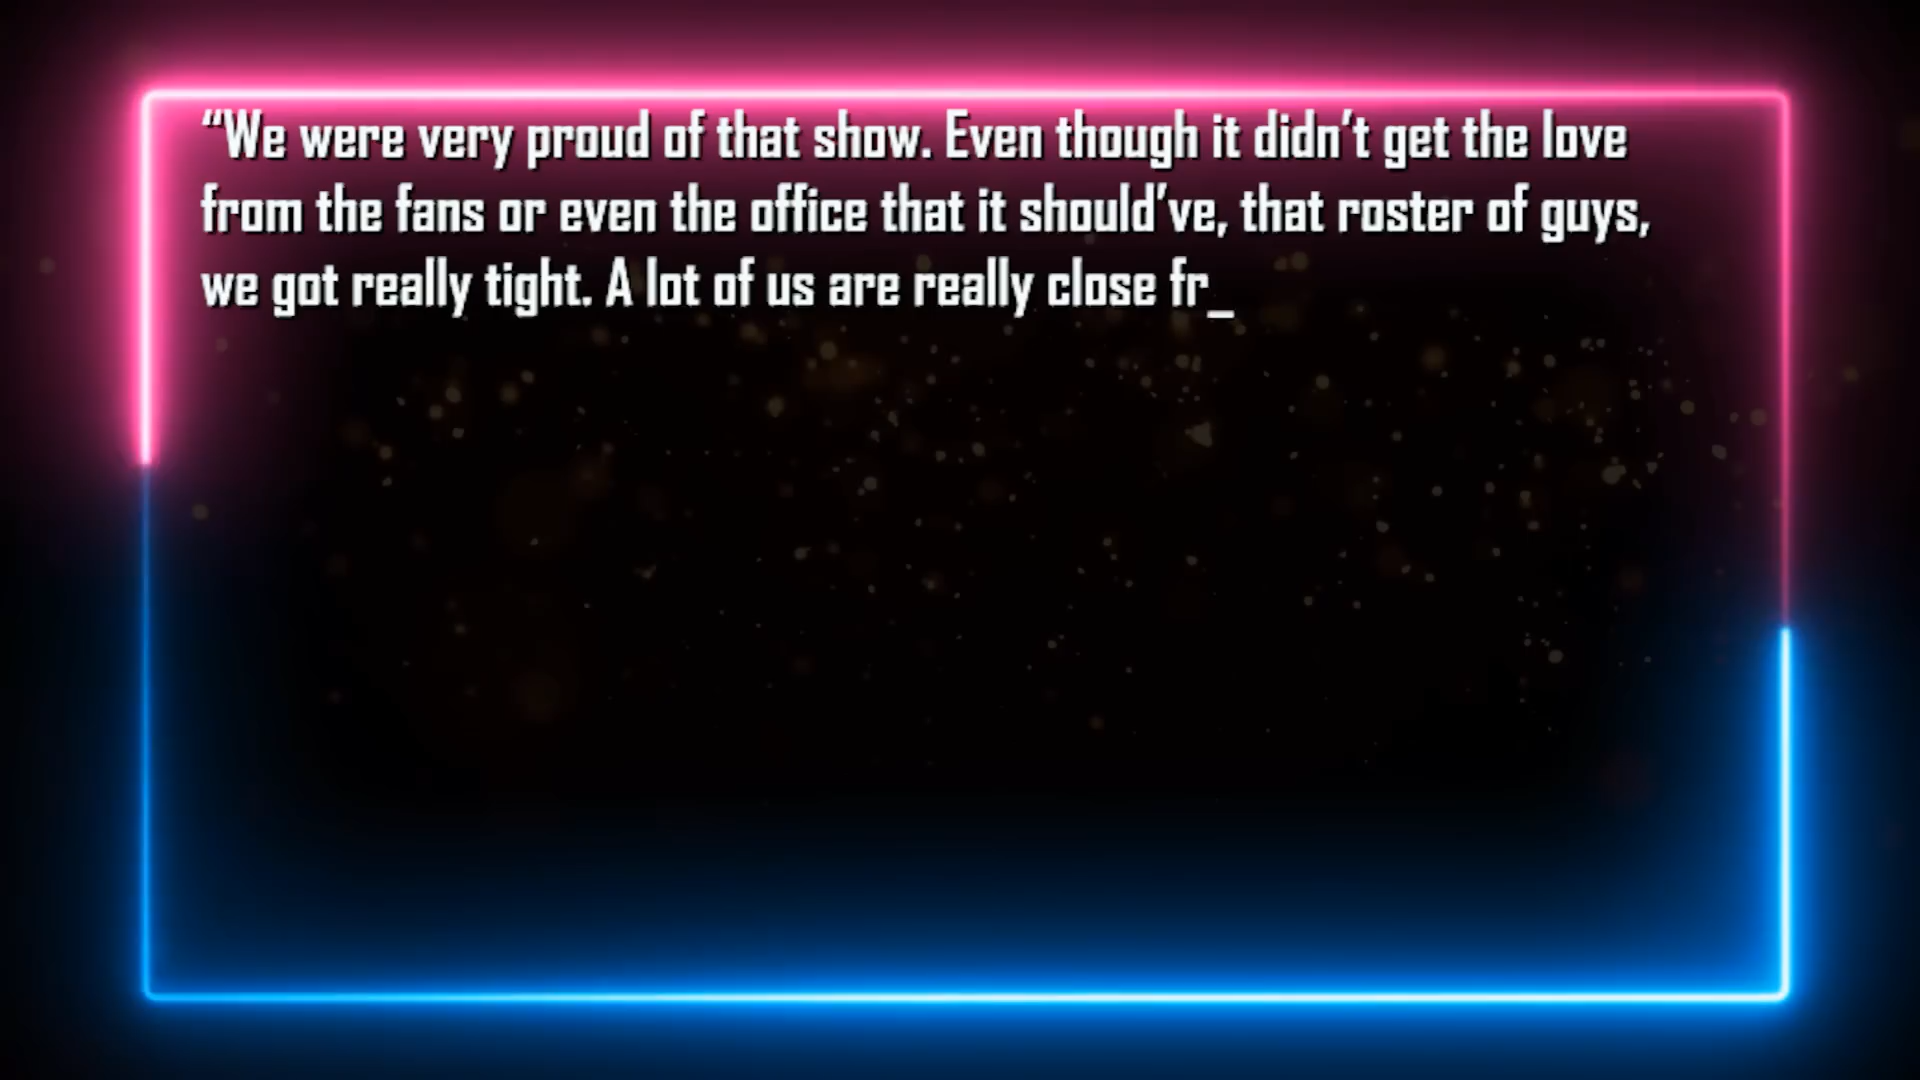 “We were very proud of that show. Even though it didn’t get the love
from the fans or even the office that it should’ve, that roster of guys,
we got really tight. A lot of us are really close fr_